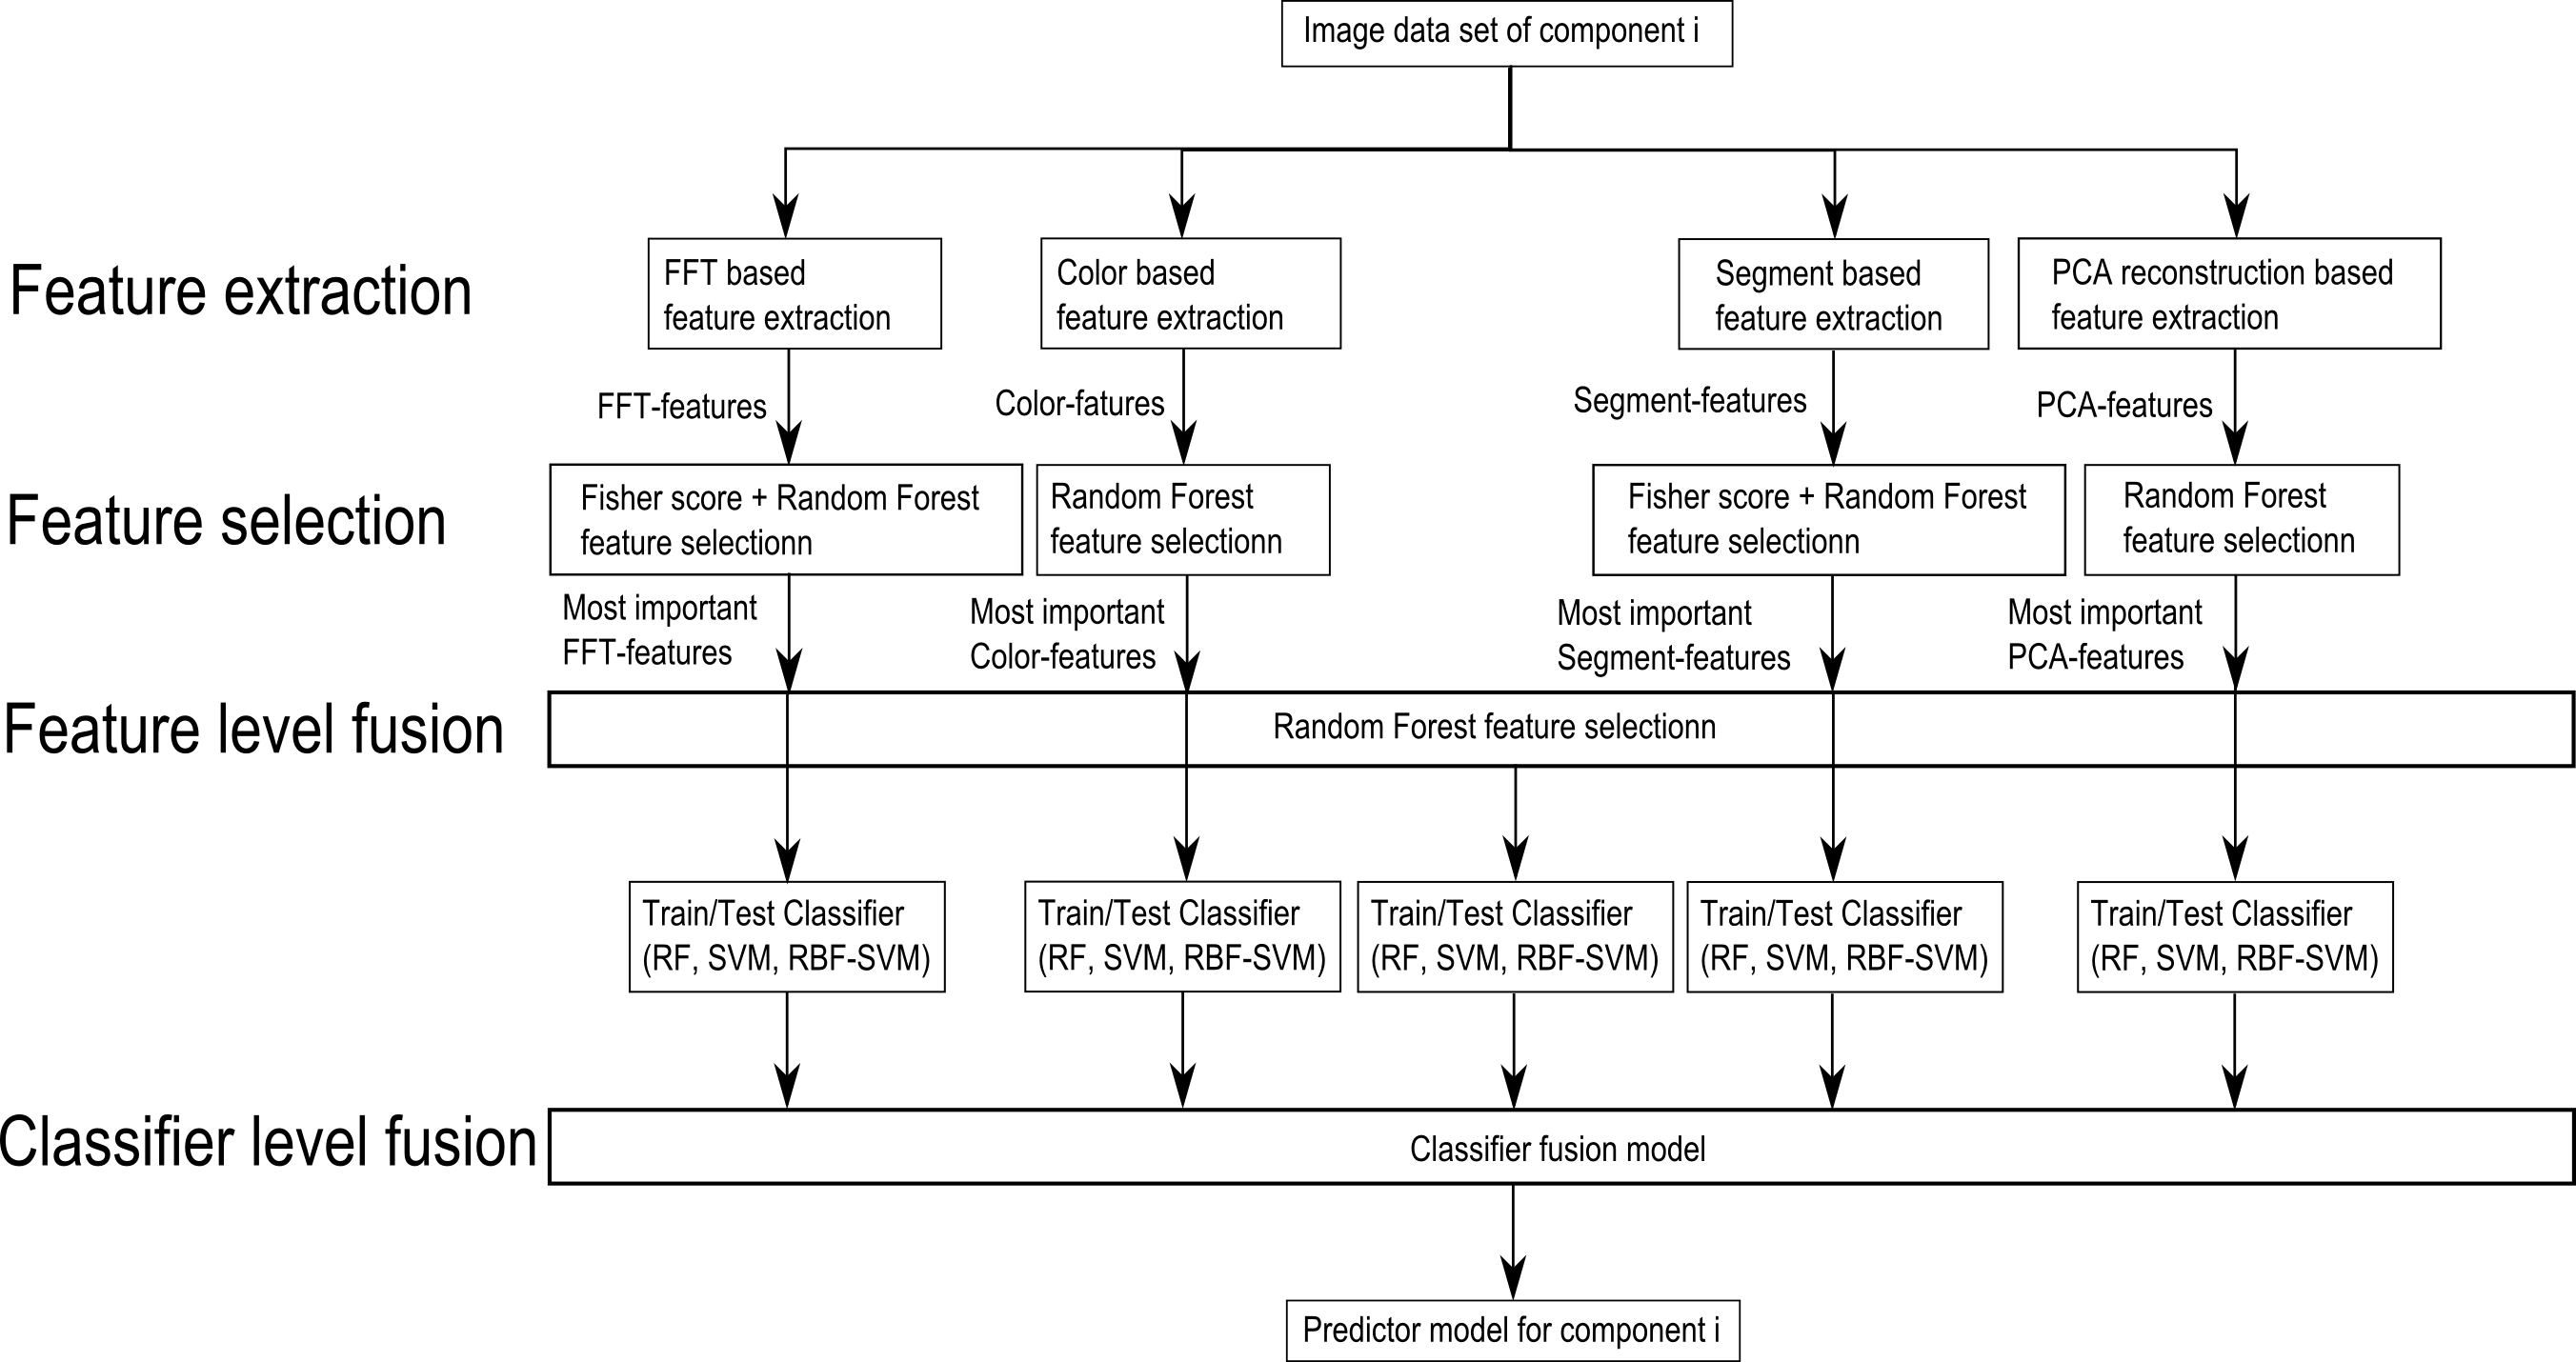 Image data set of component i
Feature extraction
FFT based
feature extraction
Color based
feature extraction
Segment based
feature extraction
PCA reconstruction based
feature extraction
FFT-features
Color-fatures
Segment-features
PCA-features
Feature selection
Fisher score + Random Forest
feature selectionn
Random Forest
feature selectionn
Fisher score + Random Forest
feature selectionn
Random Forest
feature selectionn
Most important
FFT-features
Most important
Color-features
Most important
Segment-features
Most important
PCA-features
Feature level fusion
Random Forest feature selectionn
Train/Test Classifier
(RF, SVM, RBF-SVM)
Train/Test Classifier
(RF, SVM, RBF-SVM)
Train/Test Classifier
(RF, SVM, RBF-SVM)
Train/Test Classifier
(RF, SVM, RBF-SVM)
Train/Test Classifier
(RF, SVM, RBF-SVM)
Classifier level fusion
Classifier fusion model
Predictor model for component i